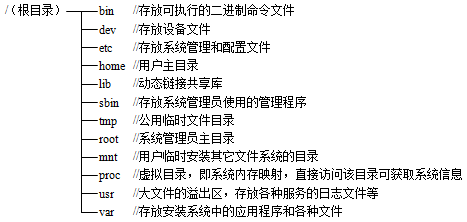 /（根目录） bin //存放可执行的二进制命令文件
dev //存放设备文件
etc //存放系统管理和配置文件
home //用户主目录
lib //动态链接共享库
sbin //存放系统管理员使用的管理程序
tmp //公用临时文件目录
root //系统管理员主目录
mnt //用户临时安装其它文件系统的目录
proc //虚拟目录，即系统内存映射，直接访问该目录可获取系统信息
usr //大文件的溢出区，存放各种服务的日志文件等
var //存放安装系统中的应用程序和各种文件